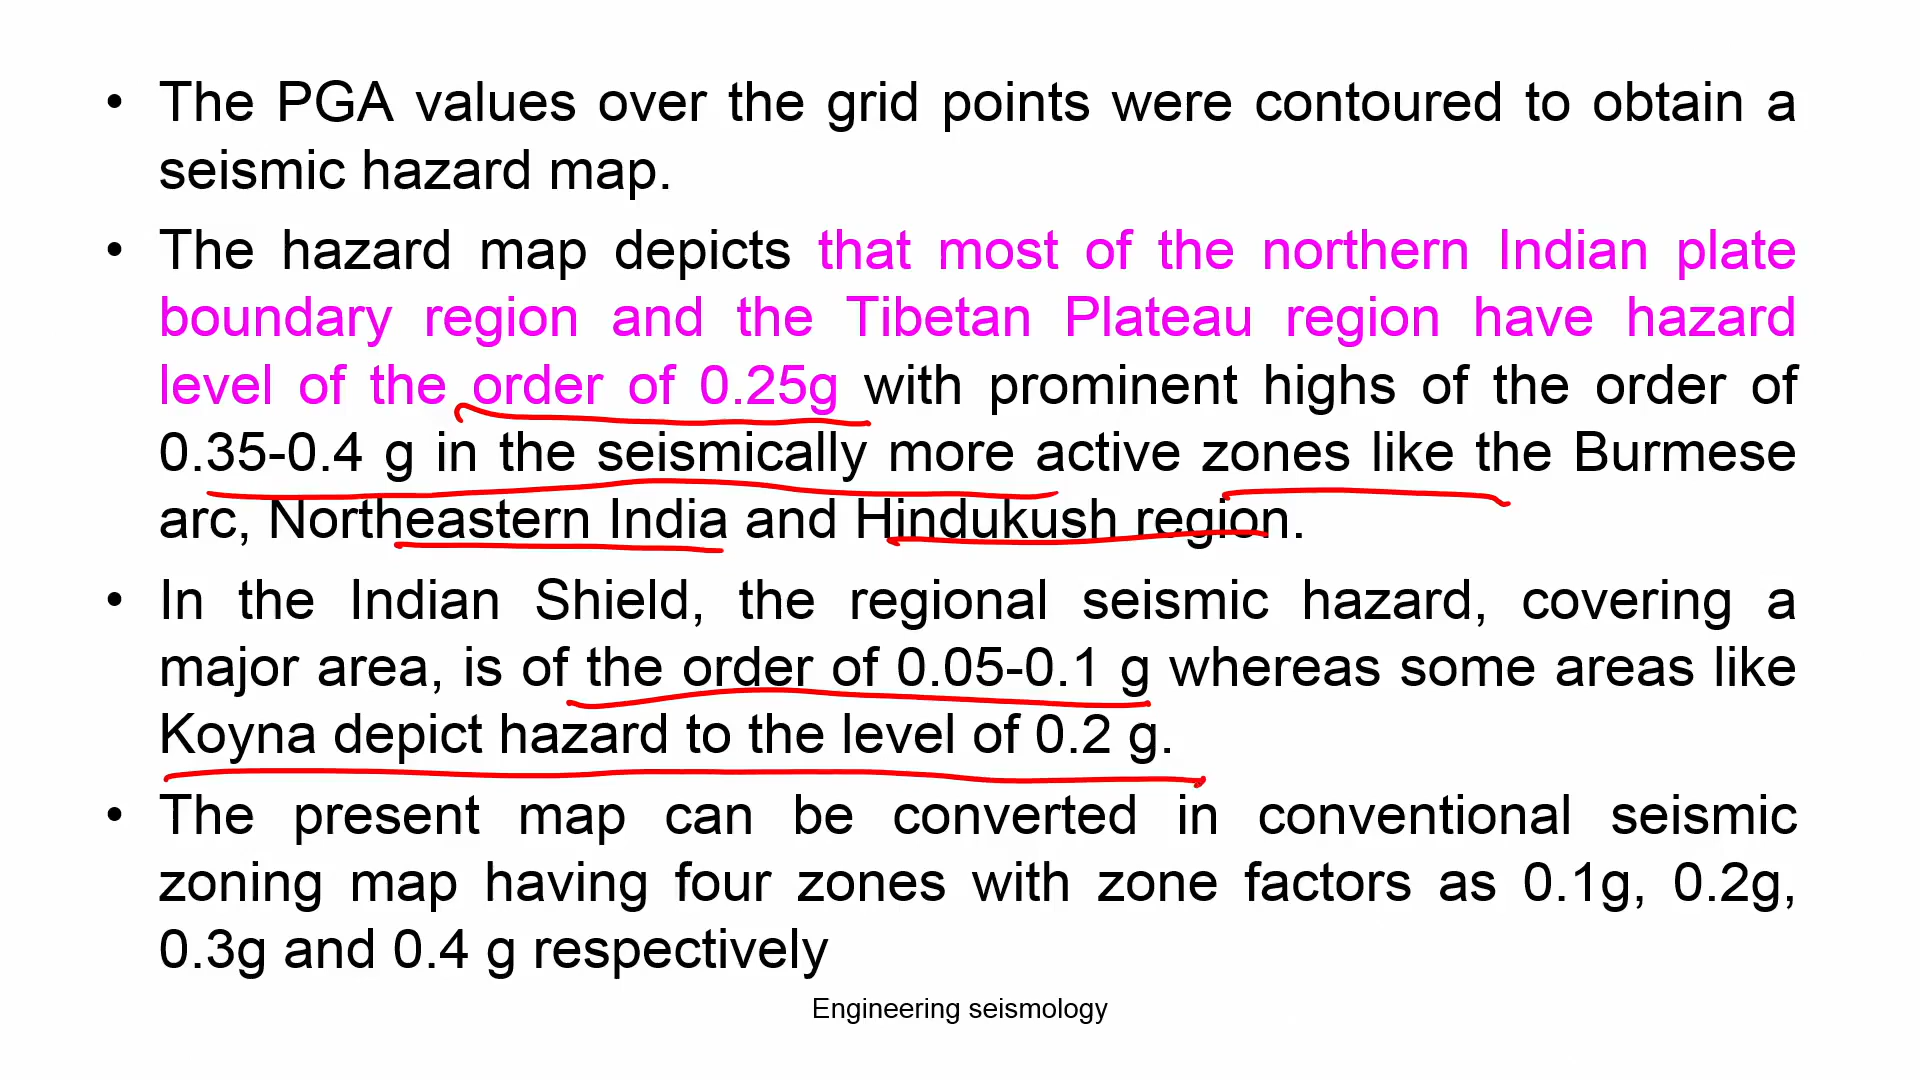 • The PGA values over the grid points were contoured to obtain a
seismic hazard map.
• The hazard map depicts that most of the northern Indian plate
boundary region and the Tibetan Plateau region have hazard
level of the order of 0.25g with prominent highs of the order of
0.35-0.4 g in the seismically more active zones like the Burmese
arc, Northeastern India and Hindukush region.
• In the Indian Shield, the regional seismic hazard, covering a
major area, is of the order of 0.05-0.1 g whereas some areas like
Koyna depict hazard to the level of 0.2 g.
• The present map can be converted in conventional seismic
zoning map having four zones with zone factors as 0.1g, 0.2g,
0.3g and 0.4 g respectively
Engineering seismology